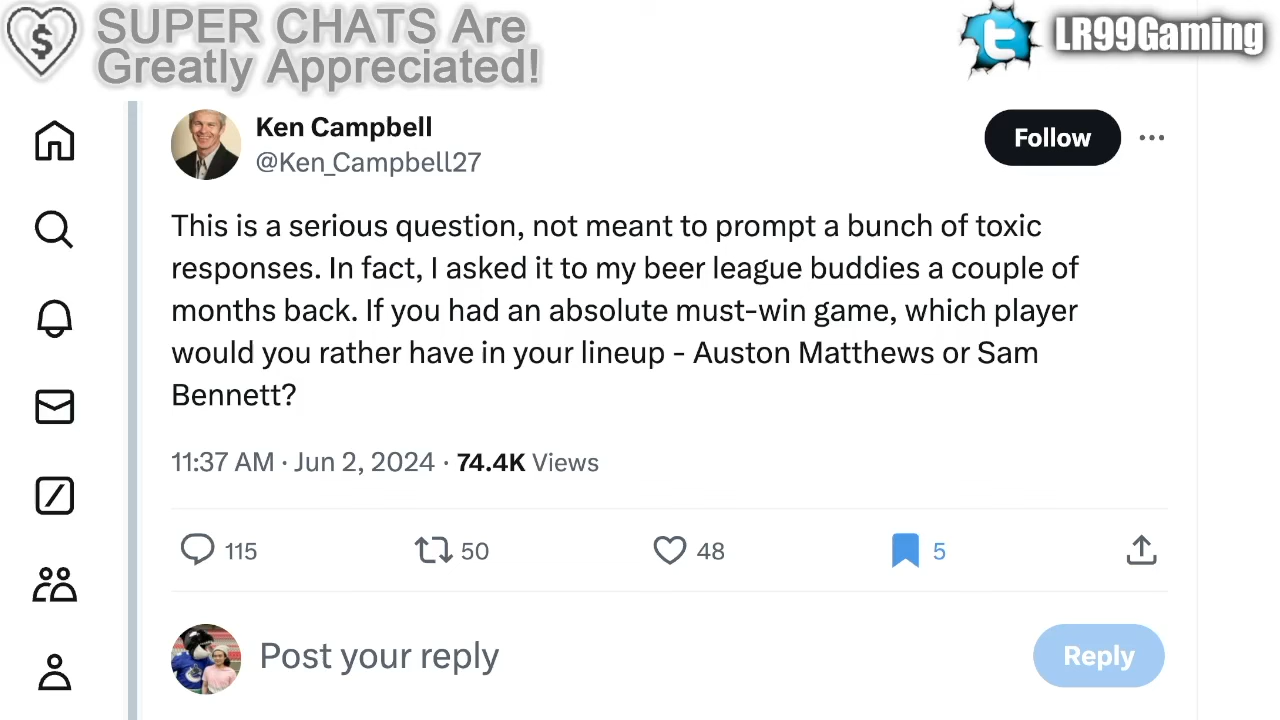 SUPER CHATS Are
Greatly Appreciated!
LR99Gaming
Ken Campbell
@Ken_Campbell27
Follow
This is a serious question, not meant to prompt a bunch of toxic
responses. In fact, I asked it to my beer league buddies a couple of
months back. If you had an absolute must-win game, which player
would you rather have in your lineup - Auston Matthews or Sam
Bennett?
11:37 AM · Jun 2, 2024 · 74.4K Views
115 50 48 5
Post your reply
Reply